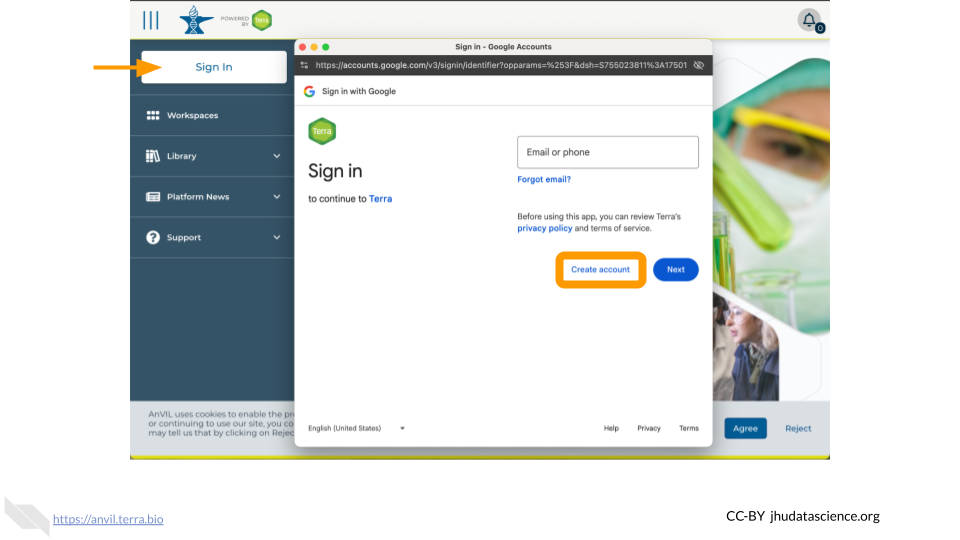 POWERED
BY
Terra
0
Sign In
Workspaces
Library
Platform News
Support
Sign in - Google Accounts
https://accounts.google.com/v3/signin/identifier?opparams=%253F&dsh=S755023811%3A17501
Sign in with Google
Terra
Sign in
to continue to Terra
Email or phone
Forgot email?
Before using this app, you can review Terra's
privacy policy and terms of service.
Create account
Next
English (United States)
Help
Privacy
Terms
AnVIL uses cookies to enable the
or continuing to use our site, you
may tell us that by clicking on
Agree
Reject
https://anvil.terra.bio
CC-BY jhudatascience.org